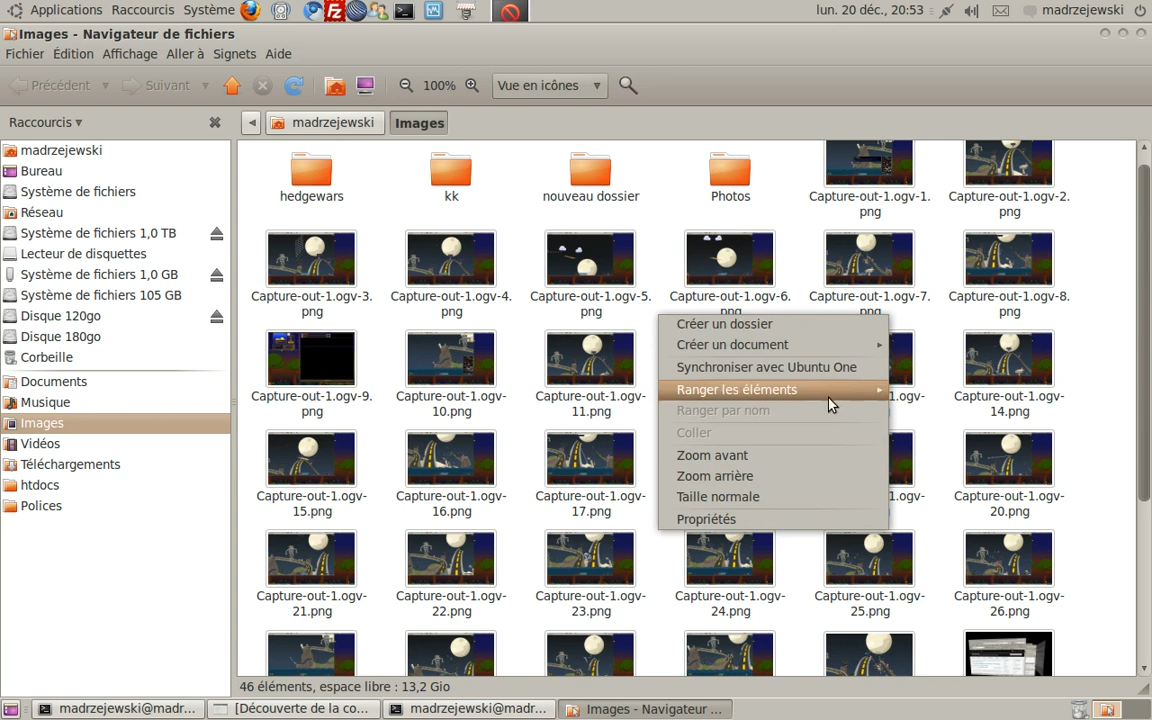 Applications Raccourcis Système lun. 20 déc., 20:53 madrzejewski
Images - Navigateur de fichiers
Fichier Édition Affichage Aller à Signets Aide
Précédent Suivant 100% Vue en icônes
Raccourcis madrzejewski Images
madrzejewski
Bureau
Système de fichiers
Réseau
Système de fichiers 1,0 TB
Lecteur de disquettes
Système de fichiers 1,0 GB
Système de fichiers 105 GB
Disque 120go
Disque 180go
Corbeille
Documents
Musique
Images
Vidéos
Téléchargements
htdocs
Polices
hedgewars kk nouveau dossier Photos Capture-out-1.ogv-1. Capture-out-1.ogv-2.
png png
Capture-out-1.ogv-3. Capture-out-1.ogv-4. Capture-out-1.ogv-5. Capture-out-1.ogv-6. Capture-out-1.ogv-7. Capture-out-1.ogv-8.
png png png png png png
Capture-out-1.ogv-9. Capture-out-1.ogv- Capture-out-1.ogv- 1.ogv- Capture-out-1.ogv-
png 10.png 11.png 14.png
Capture-out-1.ogv- Capture-out-1.ogv- Capture-out-1.ogv- 1.ogv- Capture-out-1.ogv-
15.png 16.png 17.png 20.png
Capture-out-1.ogv- Capture-out-1.ogv- Capture-out-1.ogv- Capture-out-1.ogv- Capture-out-1.ogv- Capture-out-1.ogv-
21.png 22.png 23.png 24.png 25.png 26.png
Créer un dossier
Créer un document
Synchroniser avec Ubuntu One
Ranger les éléments
Ranger par nom
Coller
Zoom avant
Zoom arrière
Taille normale
Propriétés
46 éléments, espace libre : 13,2 Gio
madrzejewski@madr... [Découverte de la co... madrzejewski@madr... Images - Navigateur ...